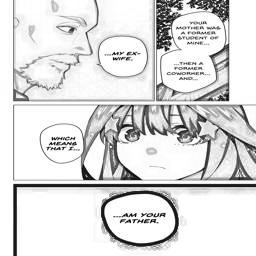 YOUR
MOTHER WAS
A FORMER
STUDENT OF
MINE...
...THEN A
FORMER
COWORKER...
AND...
...MY EX-
WIFE.
WHICH
MEANS
THAT I...
...AM YOUR
FATHER.